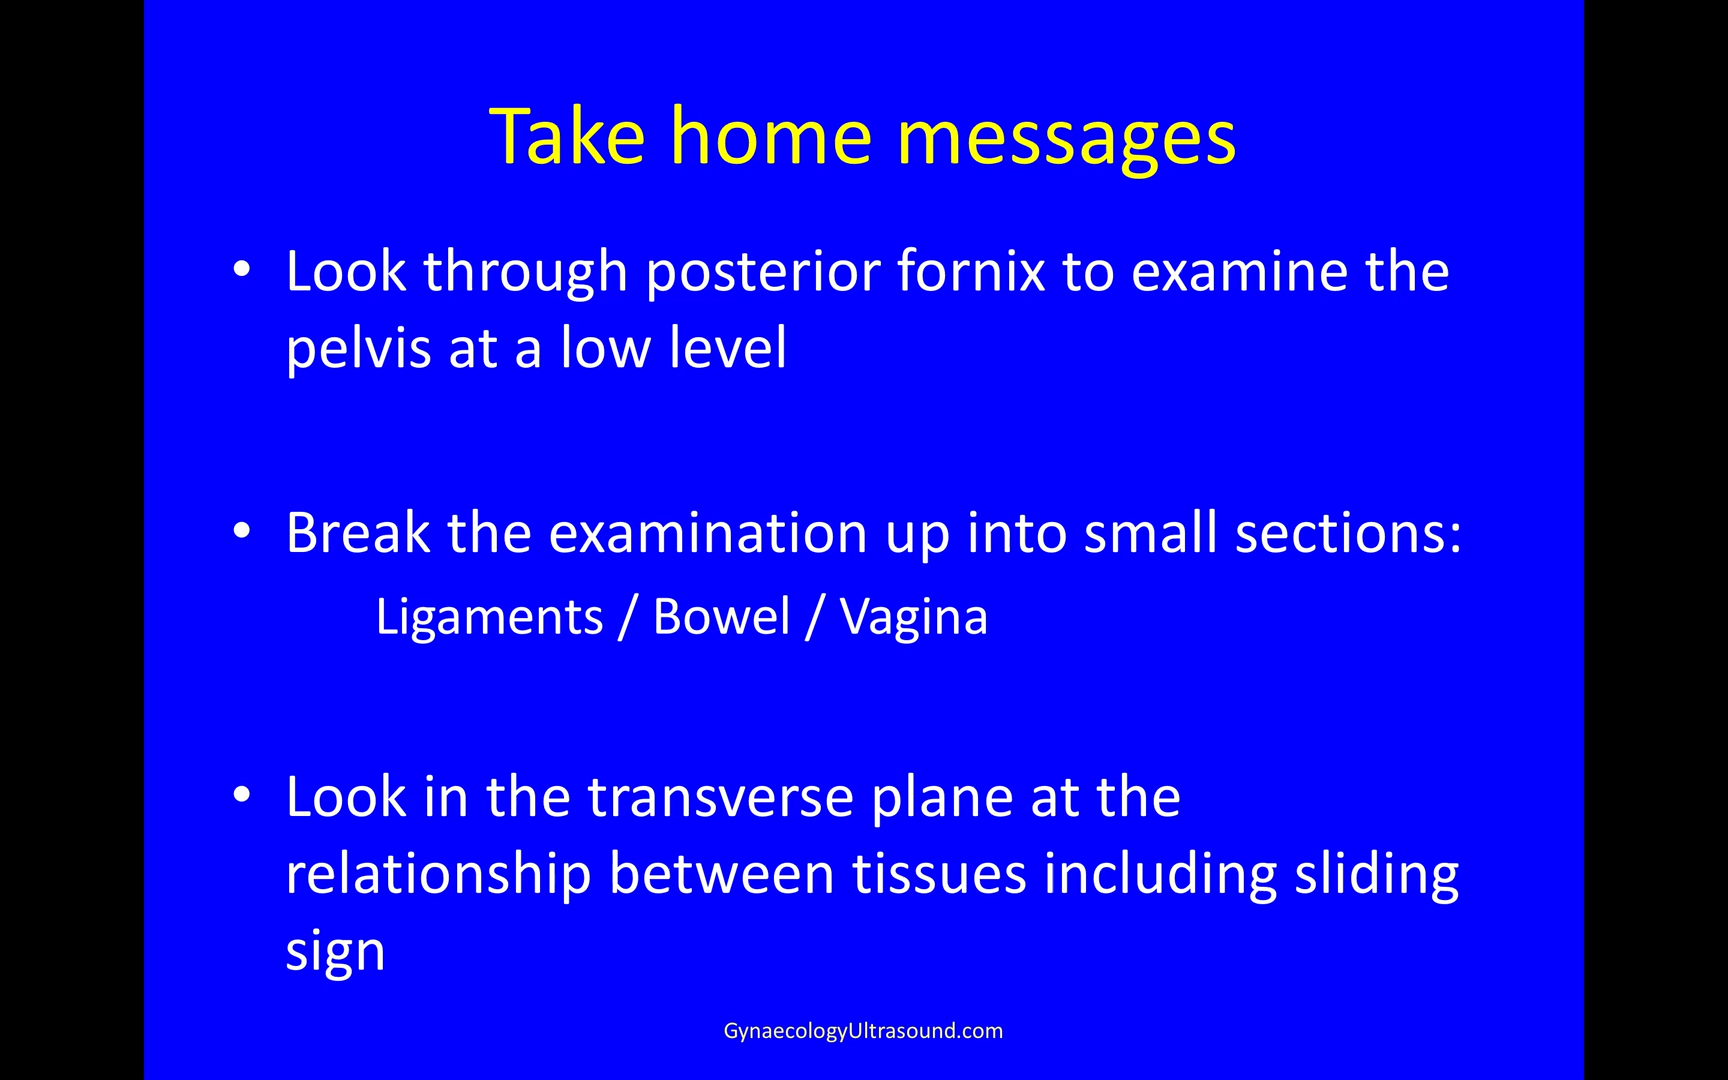 Take home messages
• Look through posterior fornix to examine the
pelvis at a low level
• Break the examination up into small sections:
Ligaments / Bowel / Vagina
• Look in the transverse plane at the
relationship between tissues including sliding
sign
GynaecologyUltrasound.com